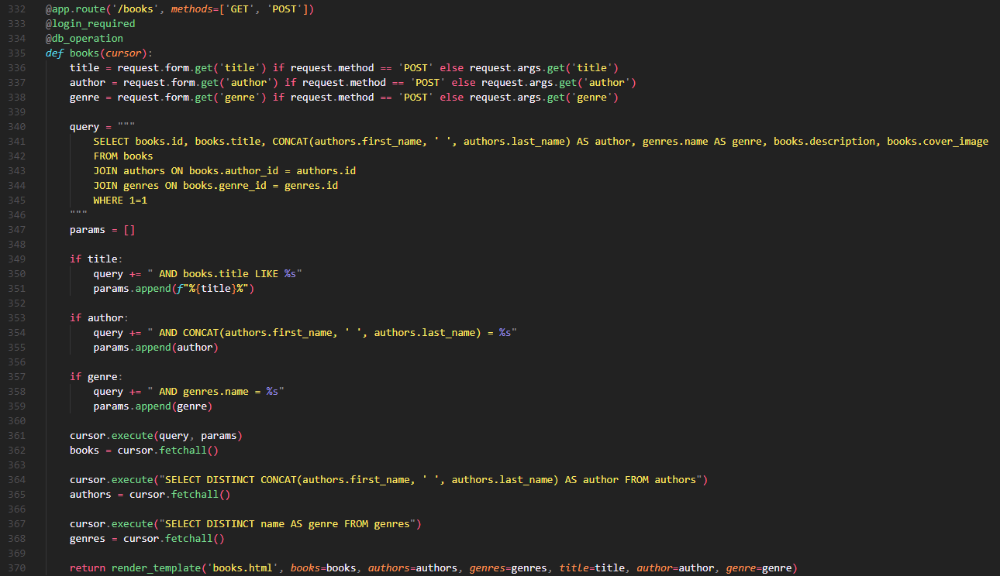 332 @app.route('/books', methods=['GET', 'POST'])
333 @login_required
334 @db_operation
335 def books(cursor):
336     title = request.form.get('title') if request.method == 'POST' else request.args.get('title')
337     author = request.form.get('author') if request.method == 'POST' else request.args.get('author')
338     genre = request.form.get('genre') if request.method == 'POST' else request.args.get('genre')
339
340     query = """
341         SELECT books.id, books.title, CONCAT(authors.first_name, ' ', authors.last_name) AS author, genres.name AS genre, books.description, books.cover_image
342         FROM books
343         JOIN authors ON books.author_id = authors.id
344         JOIN genres ON books.genre_id = genres.id
345         WHERE 1=1
346     """
347     params = []
348
349     if title:
350         query += " AND books.title LIKE %s"
351         params.append(f"%{title}%")
352
353     if author:
354         query += " AND CONCAT(authors.first_name, ' ', authors.last_name) = %s"
355         params.append(author)
356
357     if genre:
358         query += " AND genres.name = %s"
359         params.append(genre)
360
361     cursor.execute(query, params)
362     books = cursor.fetchall()
363
364     cursor.execute("SELECT DISTINCT CONCAT(authors.first_name, ' ', authors.last_name) AS author FROM authors")
365     authors = cursor.fetchall()
366
367     cursor.execute("SELECT DISTINCT name AS genre FROM genres")
368     genres = cursor.fetchall()
369
370     return render_template('books.html', books=books, authors=authors, genres=genres, title=title, author=author, genre=genre)